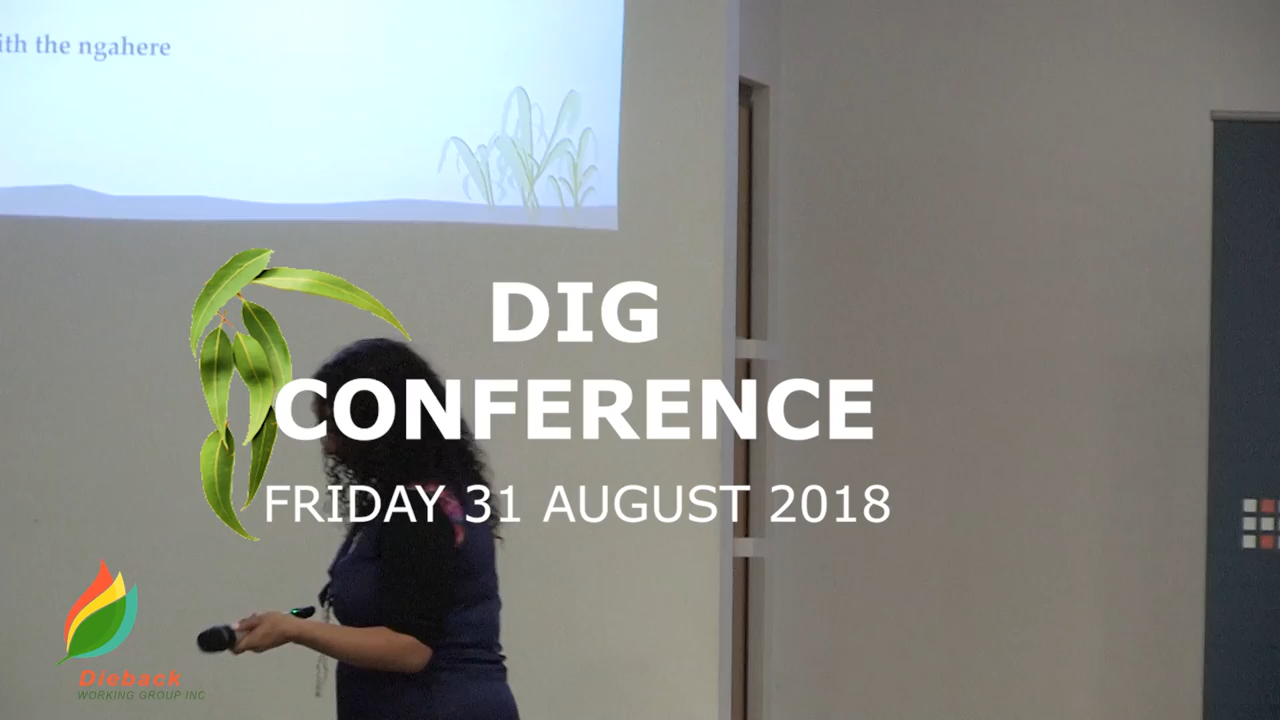 ith the ngahere
DIG
CONFERENCE
FRIDAY 31 AUGUST 2018
Dieback
WORKING GROUP INC